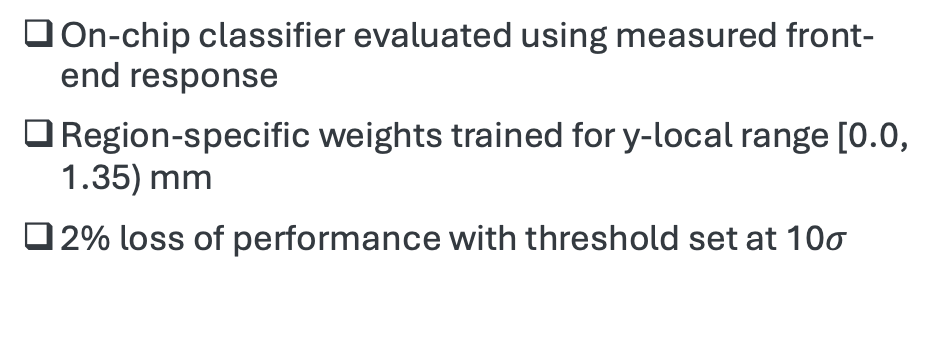 ❑ On-chip classifier evaluated using measured front-
end response
❑ Region-specific weights trained for y-local range [0.0,
1.35) mm
❑ 2% loss of performance with threshold set at 10σ